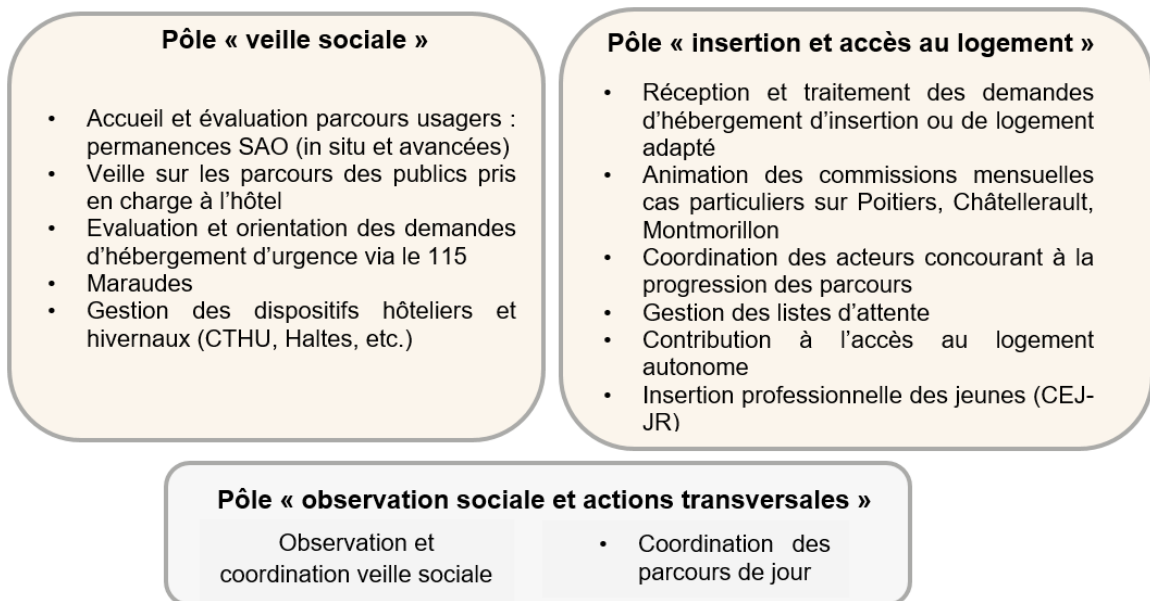 Pôle « veille sociale »
• Accueil et évaluation parcours usagers :
permanences SAO (in situ et avancées)
• Veille sur les parcours des publics pris
en charge à l’hôtel
• Evaluation et orientation des demandes
d’hébergement d’urgence via le 115
• Maraudes
• Gestion des dispositifs hôteliers et
hivernaux (CTHU, Haltes, etc.)
Pôle « insertion et accès au logement »
• Réception et traitement des demandes
d’hébergement d’insertion ou de logement
adapté
• Animation des commissions mensuelles
cas particuliers sur Poitiers, Châtellerault,
Montmorillon
• Coordination des acteurs concourant à la
progression des parcours
• Gestion des listes d’attente
• Contribution à l’accès au logement
autonome
• Insertion professionnelle des jeunes (CEJ-
JR)
Pôle « observation sociale et actions transversales »
Observation et
coordination veille sociale
• Coordination des
parcours de jour